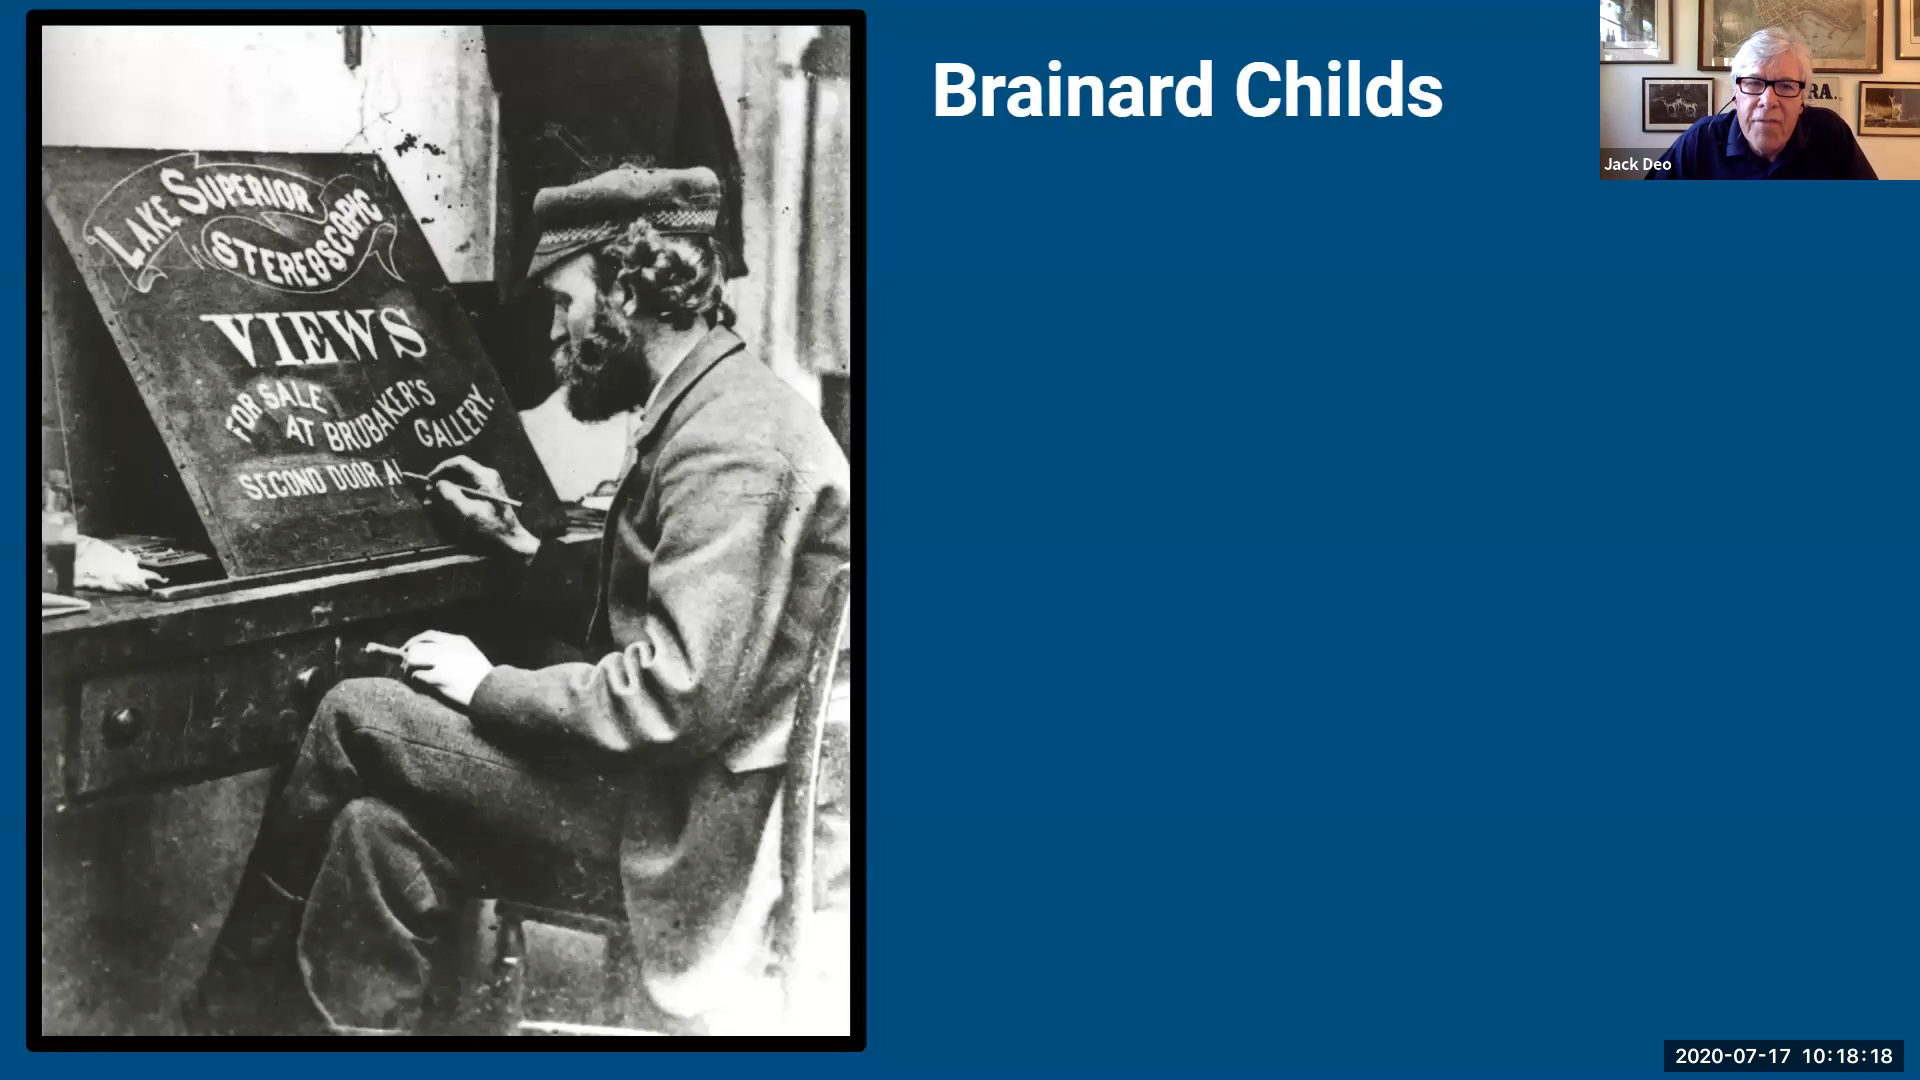 Brainard Childs
LAKE SUPERIOR
STEREOSCOPIC
VIEWS
FOR SALE
AT BRUBAKER'S
GALLERY.
SECOND DOOR A
RA.
Jack Deo
2020-07-17 10:18:18